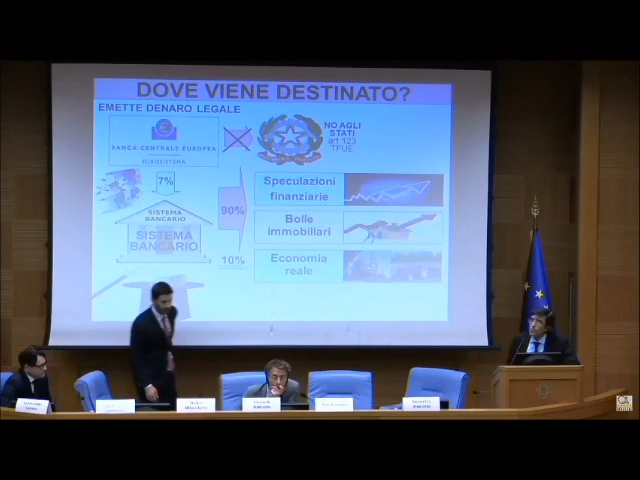 DOVE VIENE DESTINATO?
EMETTE DENARO LEGALE
BANCA CENTRALE EUROPEA
EUROSISTEMA
NO AGLI
STATI
art 123
TFUE
7%
SISTEMA
BANCARIO
SISTEMA
BANCARIO
90%
10%
Speculazioni
finanziarie
Bolle
immobiliari
Economia
reale